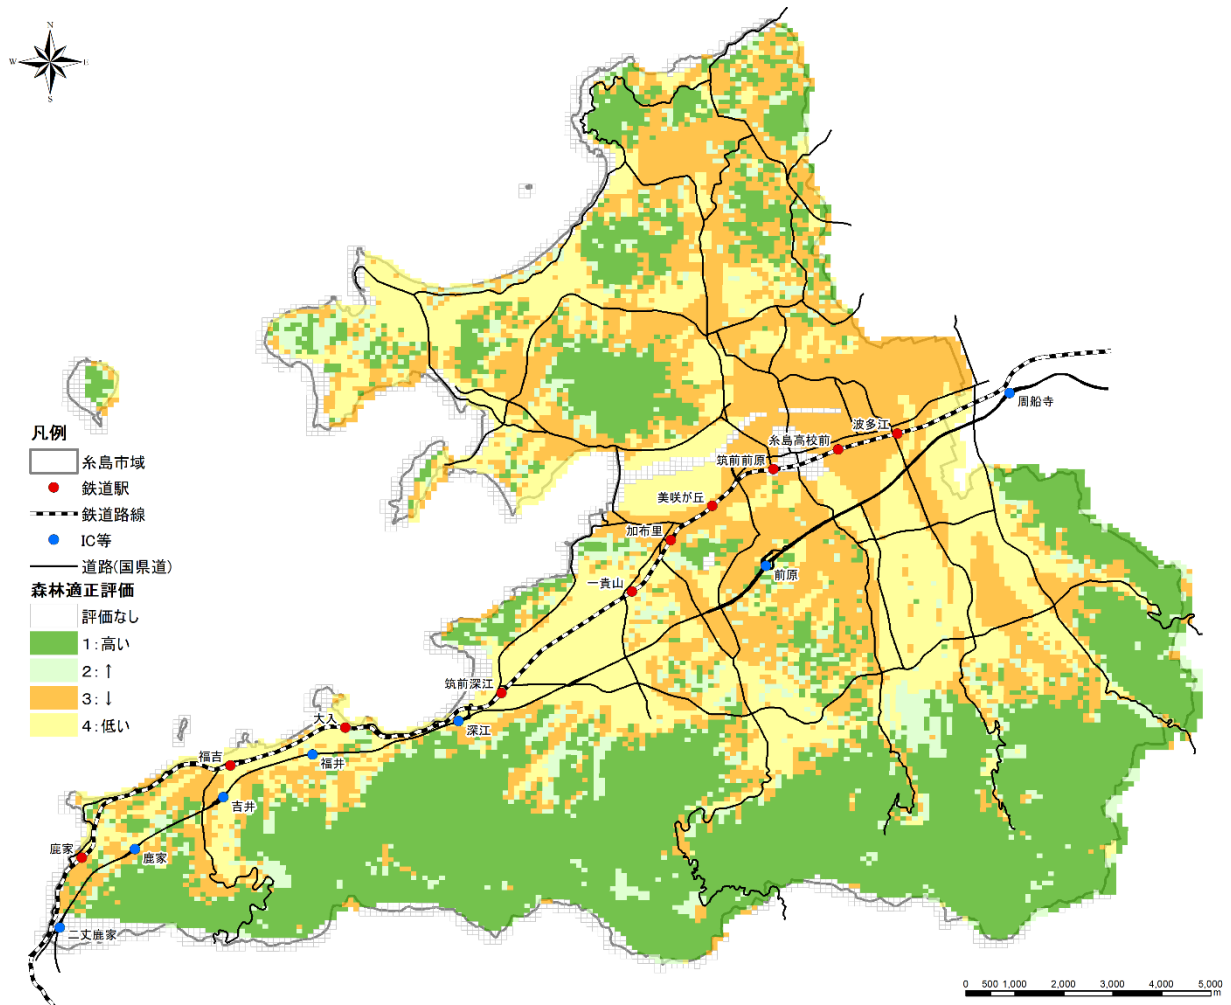 N
W
E
S
周船寺
波多江
糸島高校前
筑前前原
美咲が丘
加布里
前原
一貴山
筑前深江
深江
大入
福井
福吉
吉井
鹿家
鹿家
二丈鹿家
凡例
糸島市域
鉄道駅
鉄道路線
IC等
道路(国県道)
森林適正評価
評価なし
1:高い
2:↑
3:↓
4:低い
0 500 1,000 2,000 3,000 4,000 5,000
m